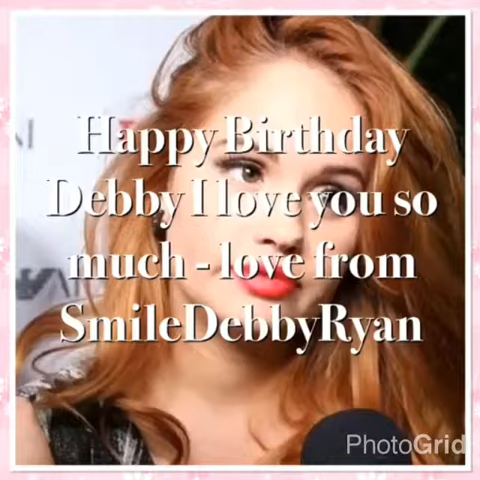 Happy Birthday
Debby I love you so
much - love from
SmileDebbyRyan
PhotoGrid